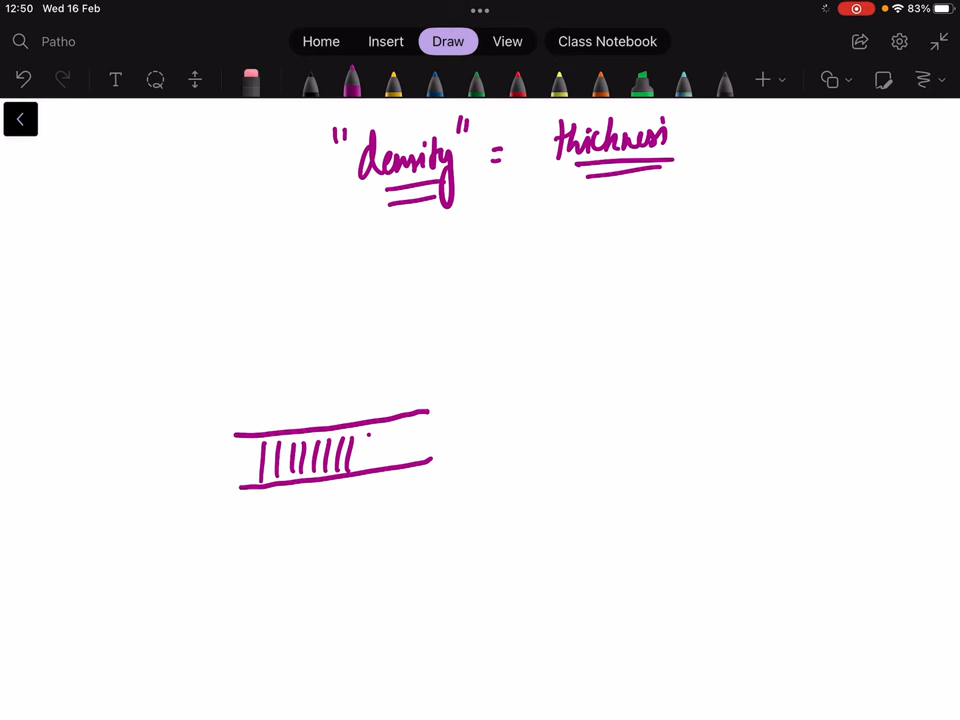 12:50 Wed 16 Feb
83%
Patho
Home Insert Draw View Class Notebook
T
"density" = thickness